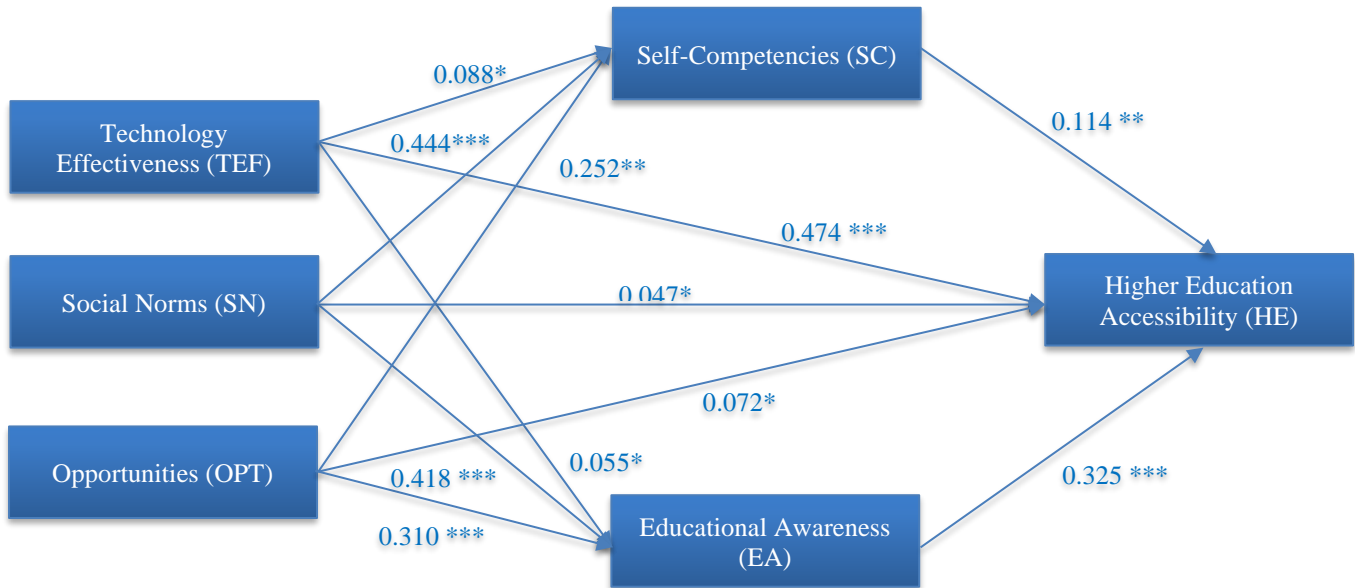 Self-Competencies (SC)
0.088*
Technology
Effectiveness (TEF)
0.444***
0.114 **
0.252**
0.474 ***
Social Norms (SN)
0.047*
Higher Education
Accessibility (HE)
0.072*
Opportunities (OPT)
0.418 ***
0.055*
0.325 ***
0.310 ***
Educational Awareness
(EA)